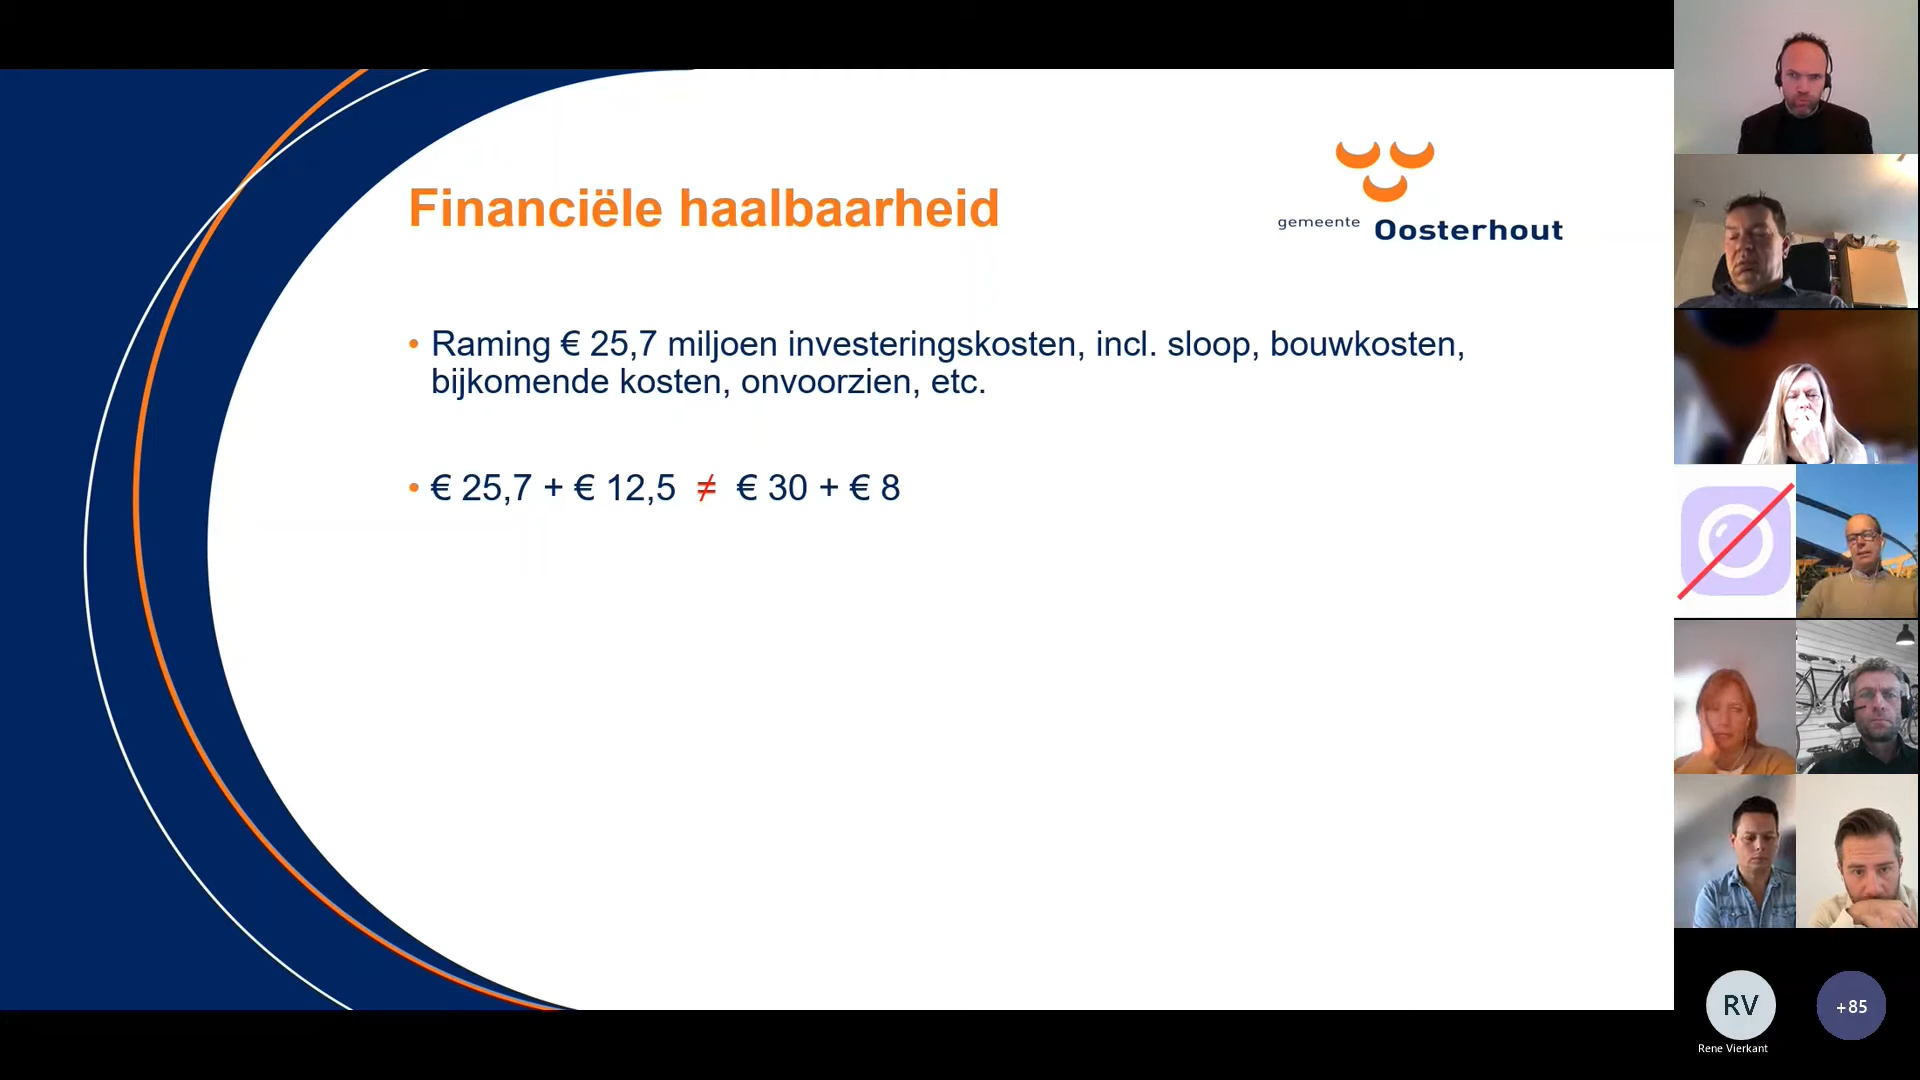 Financiële haalbaarheid
gemeente Oosterhout
• Raming € 25,7 miljoen investeringskosten, incl. sloop, bouwkosten,
bijkomende kosten, onvoorzien, etc.
• € 25,7 + € 12,5 ≠ € 30 + € 8
RV
+85
Rene Vierkant